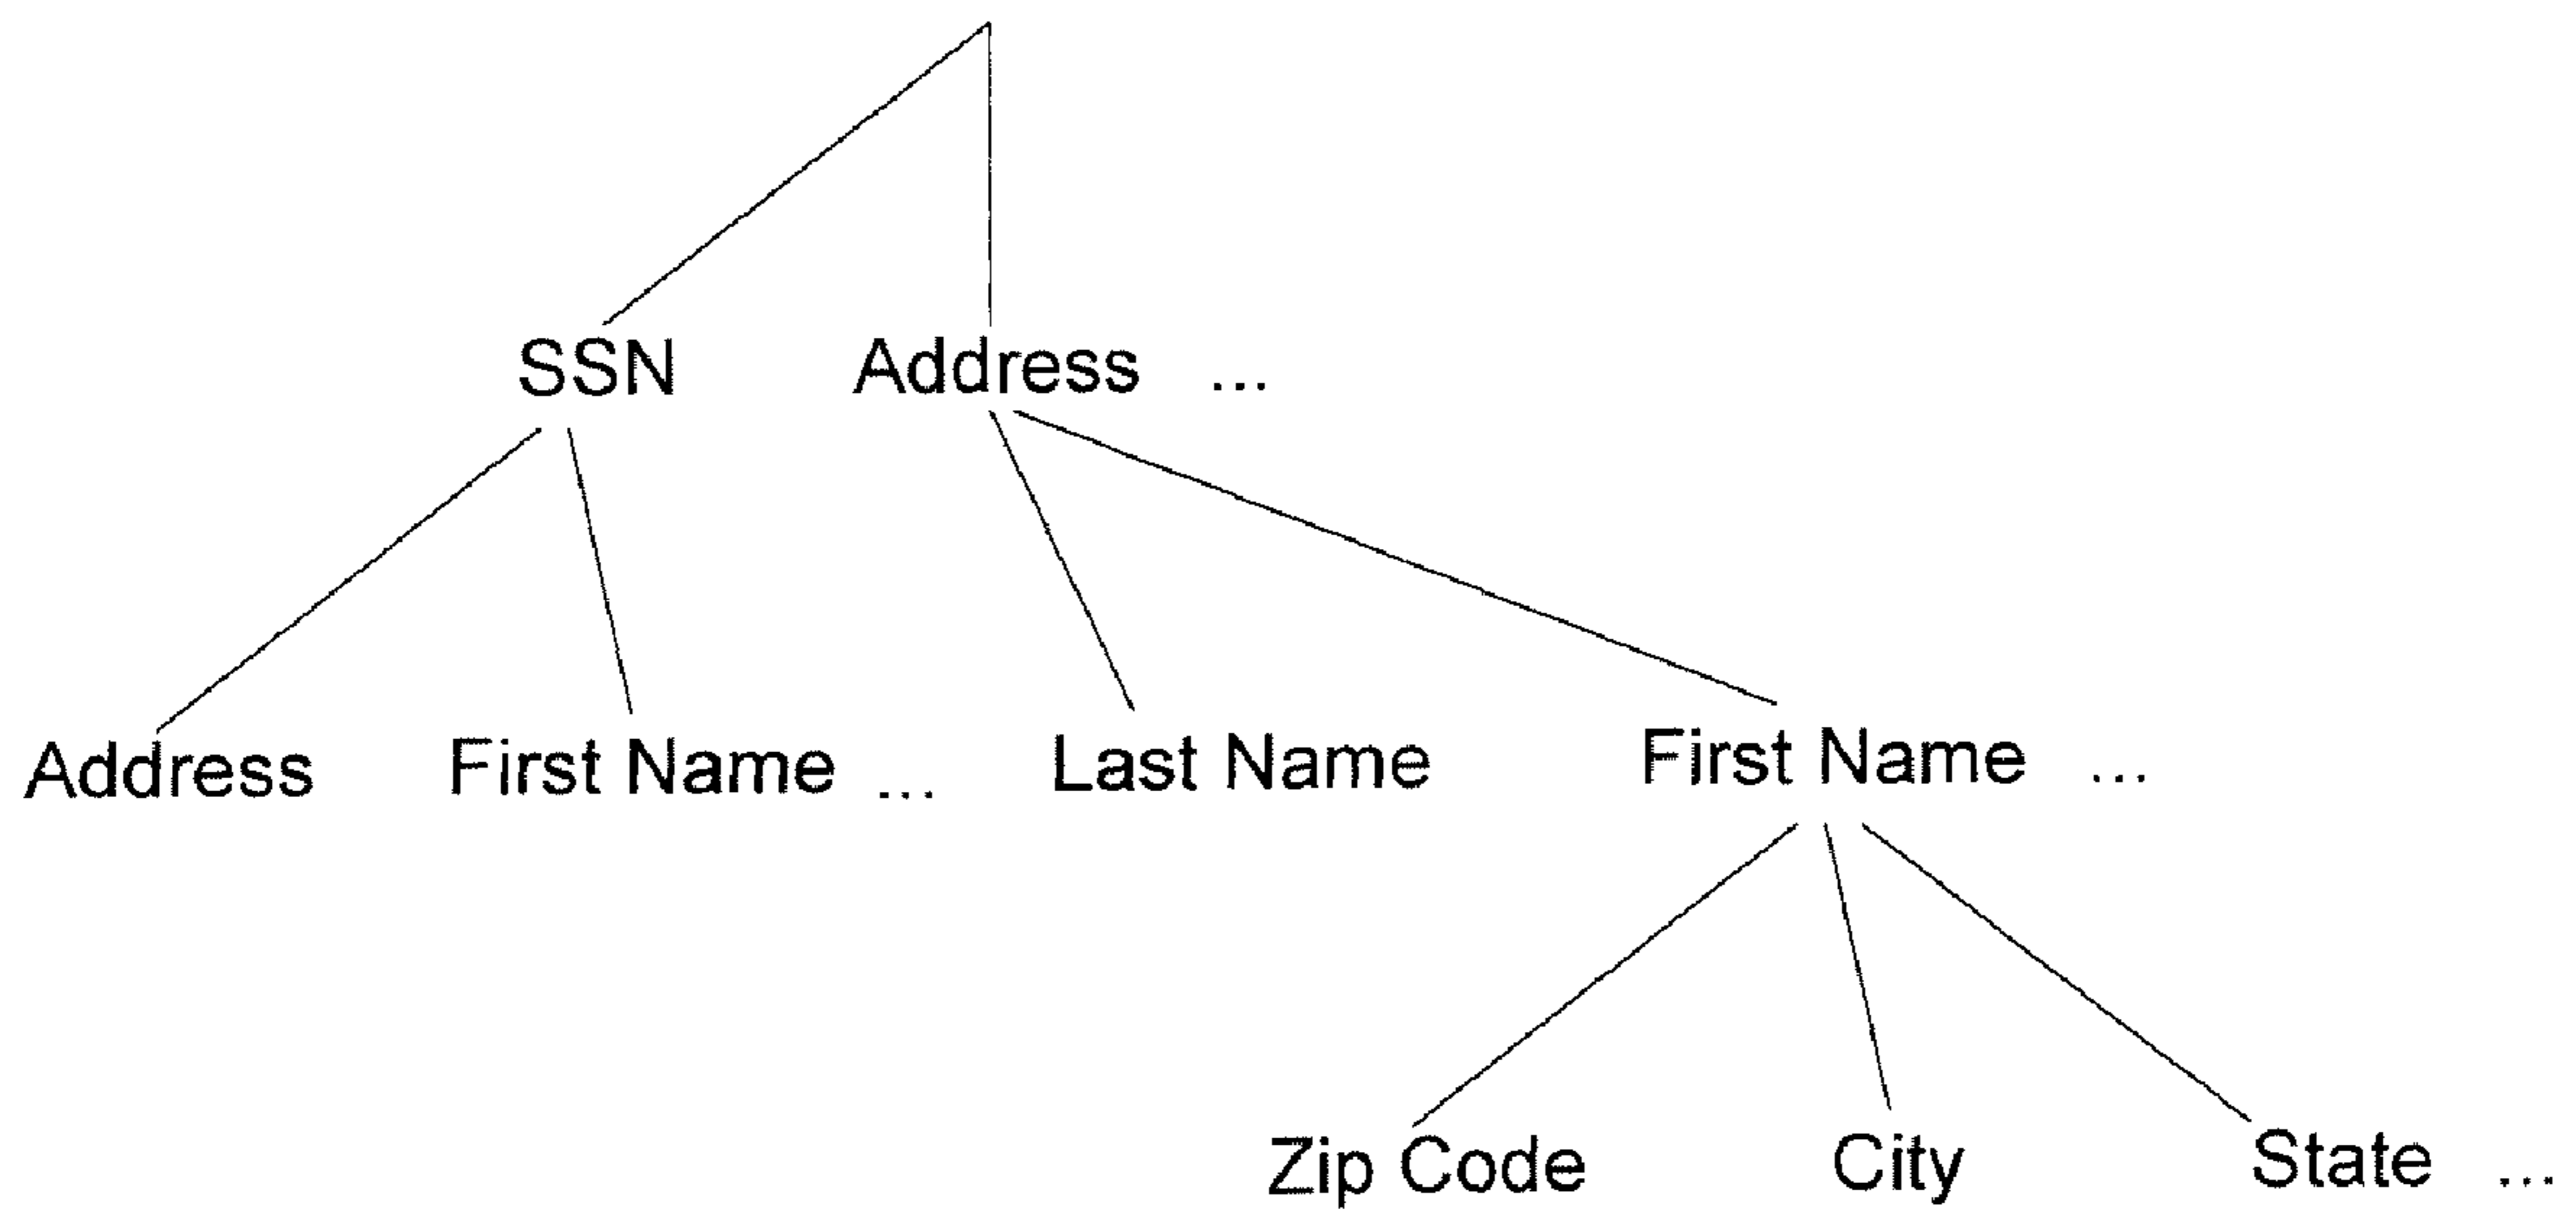 SSN Address ...
Address First Name ... Last Name First Name ...
Zip Code City State ...